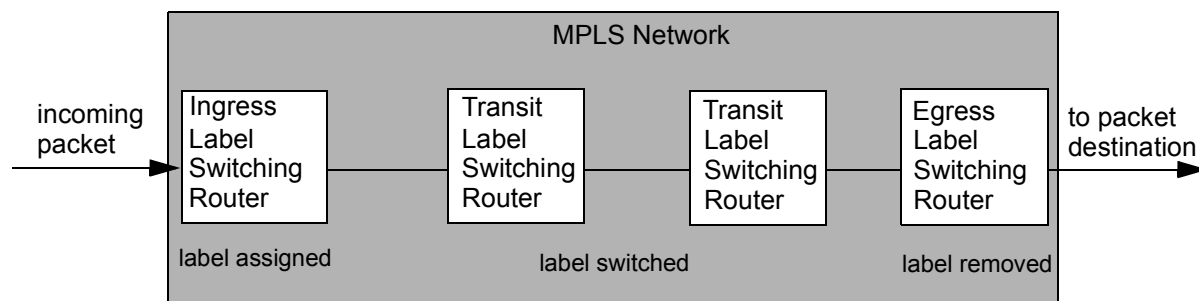 MPLS Network
incoming
packet
Ingress
Label
Switching
Router
Transit
Label
Switching
Router
Transit
Label
Switching
Router
Egress
Label
Switching
Router
to packet
destination
label assigned
label switched
label removed